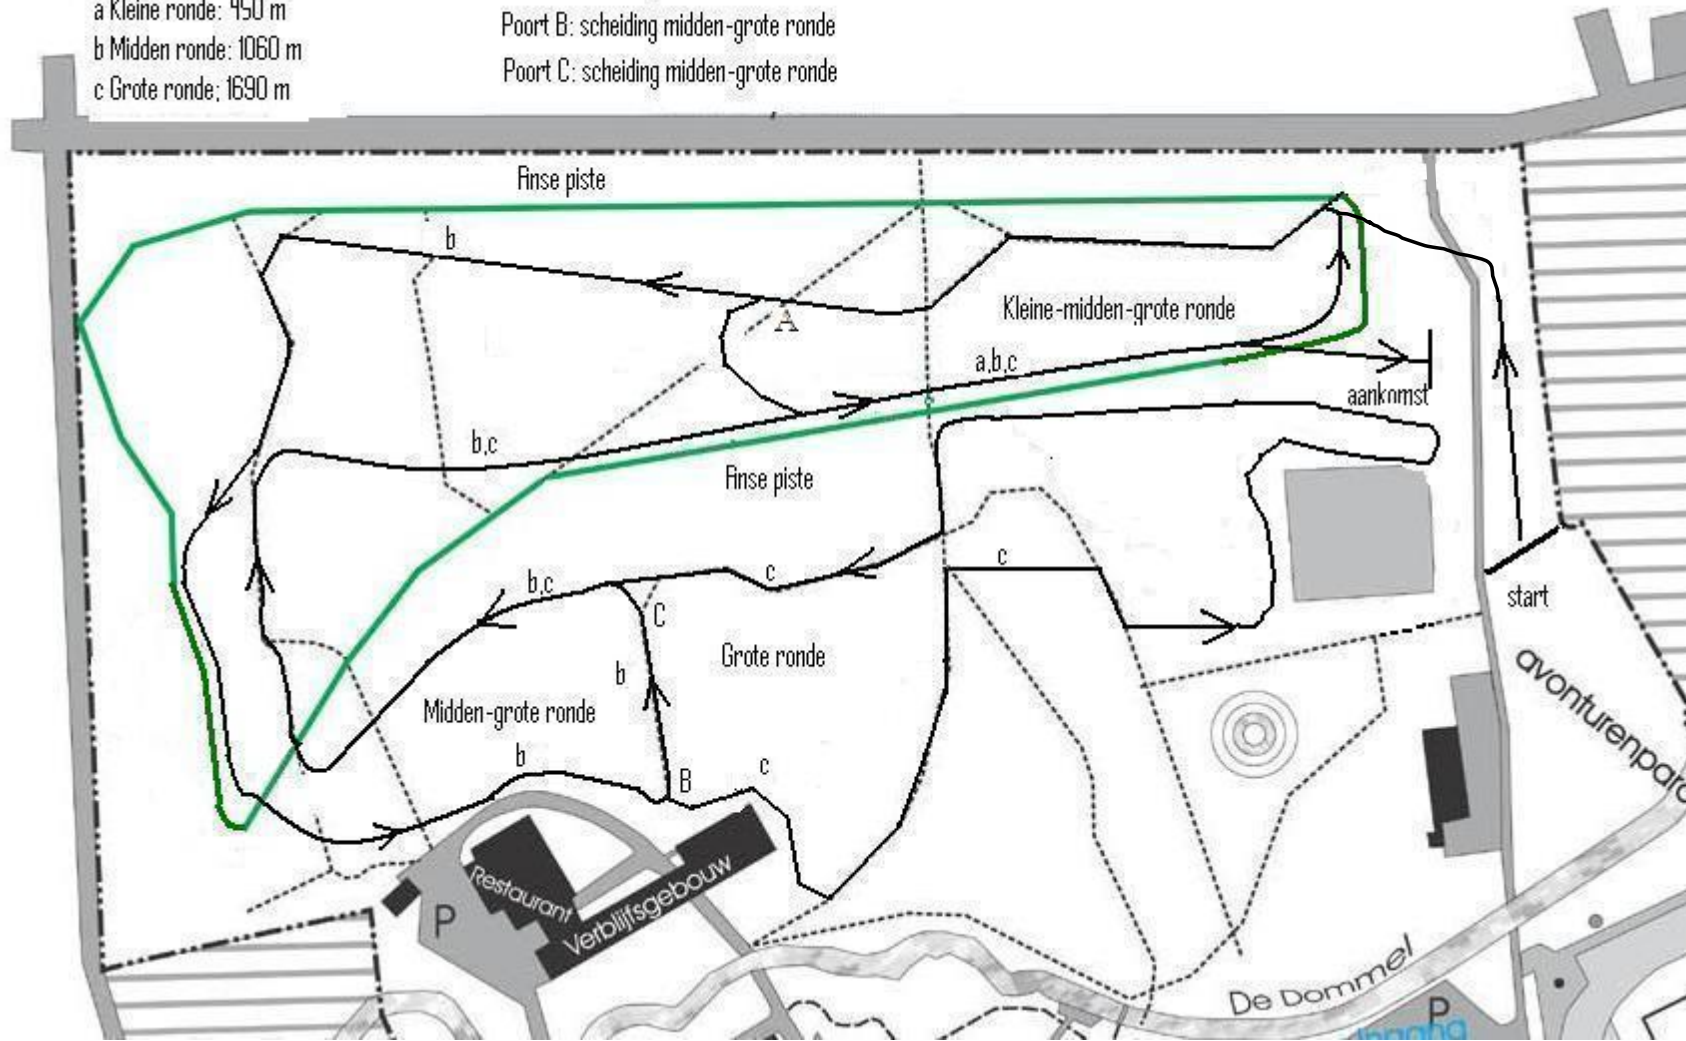 a Kleine ronde: 450 m
b Midden ronde: 1060 m
c Grote ronde; 1690 m
Poort B: scheiding midden-grote ronde
Poort C: scheiding midden-grote ronde
Finse piste
b
A
Kleine-midden-grote ronde
a,b,c
aankomst
b,c
Finse piste
c
b,c
c
start
C
Grote ronde
b
Midden-grote ronde
b
B
c
avonturenparc
Restaurant
Verblijfsgebouw
P
De Dommel
P
Ingang